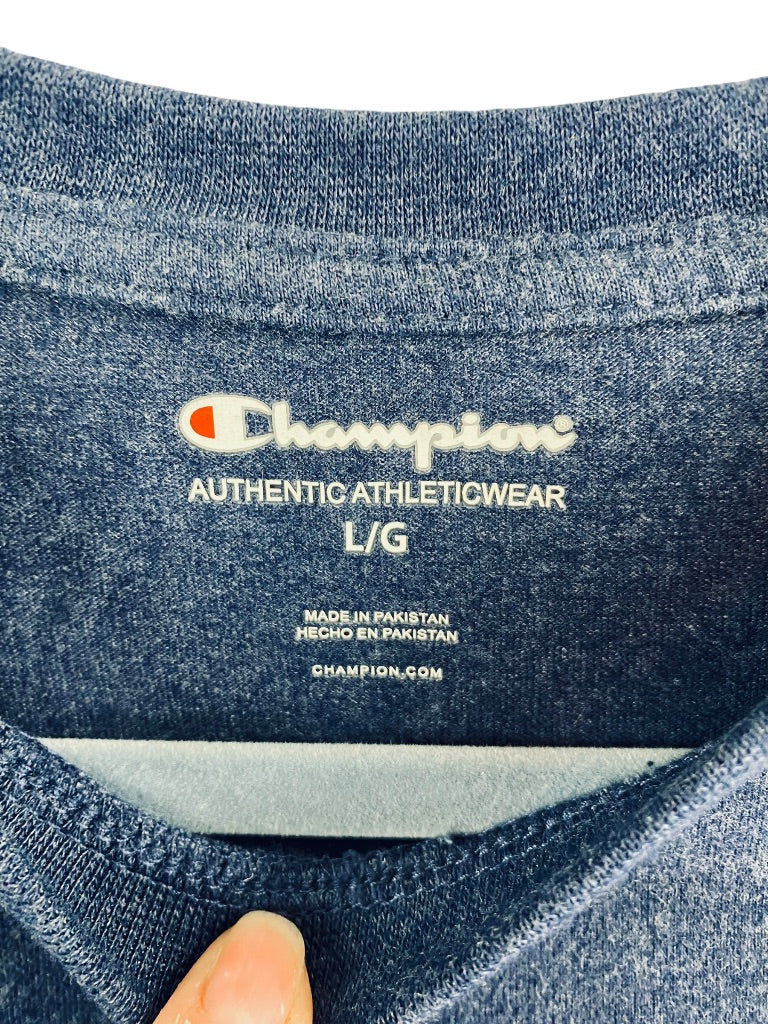 Champion®
AUTHENTIC ATHLETICWEAR
L/G
MADE IN PAKISTAN
HECHO EN PAKISTAN
CHAMPION.COM